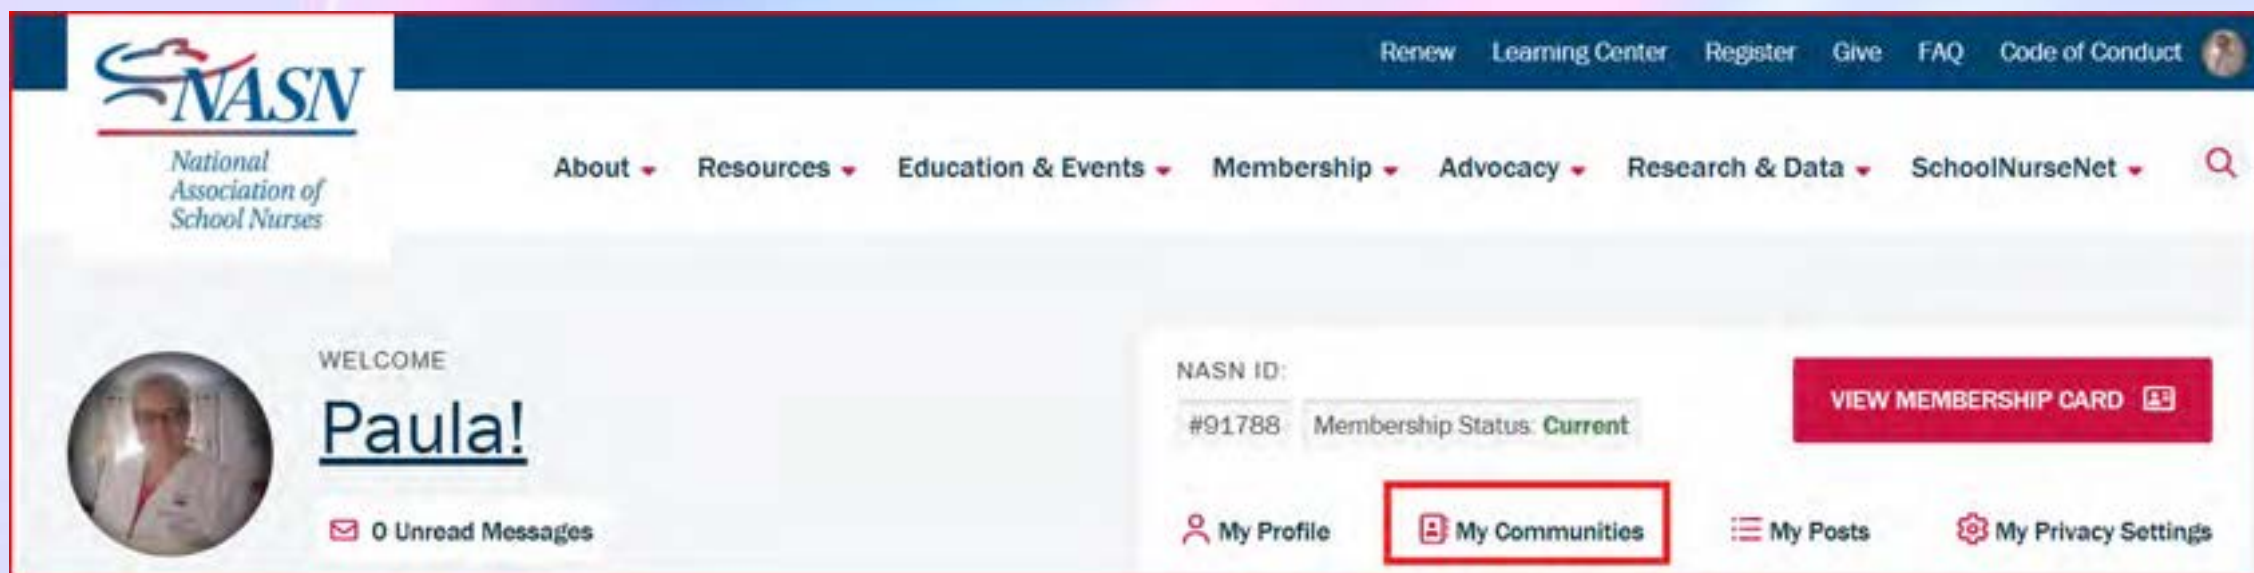 Renew Learning Center Register Give FAQ Code of Conduct
NASN
National
Association of
School Nurses
About Resources Education & Events Membership Advocacy Research & Data SchoolNurseNet
WELCOME
Paula!
0 Unread Messages
NASN ID:
#91788 Membership Status: Current
VIEW MEMBERSHIP CARD
My Profile My Communities My Posts My Privacy Settings